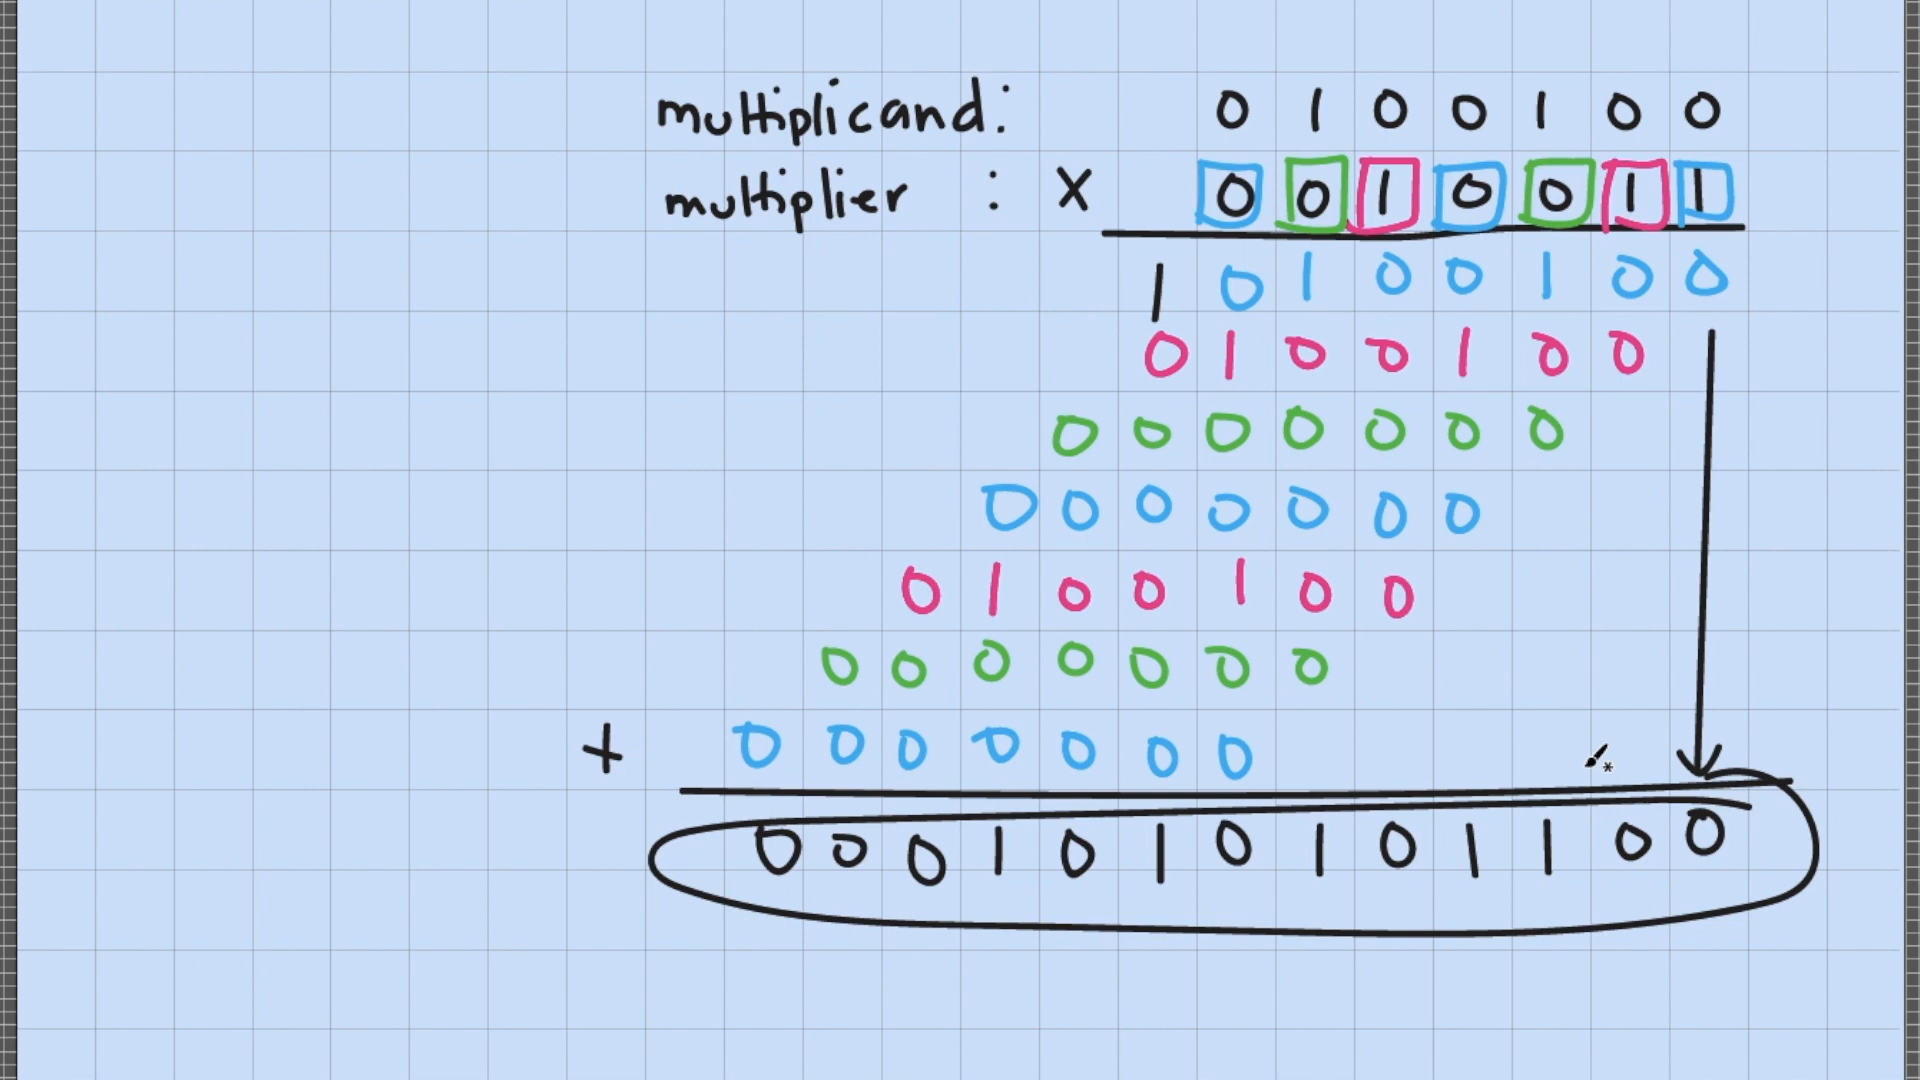 multiplicand: 0 1 0 0 1 0 0
multiplier : X 0 0 1 0 0 1 1
1 0 1 0 0 1 0 0
0 1 0 0 1 0 0
0 0 0 0 0 0 0
0 0 0 0 0 0 0
0 1 0 0 1 0 0
0 0 0 0 0 0 0
+ 0 0 0 0 0 0 0
0 0 0 1 0 1 0 1 0 1 1 0 0